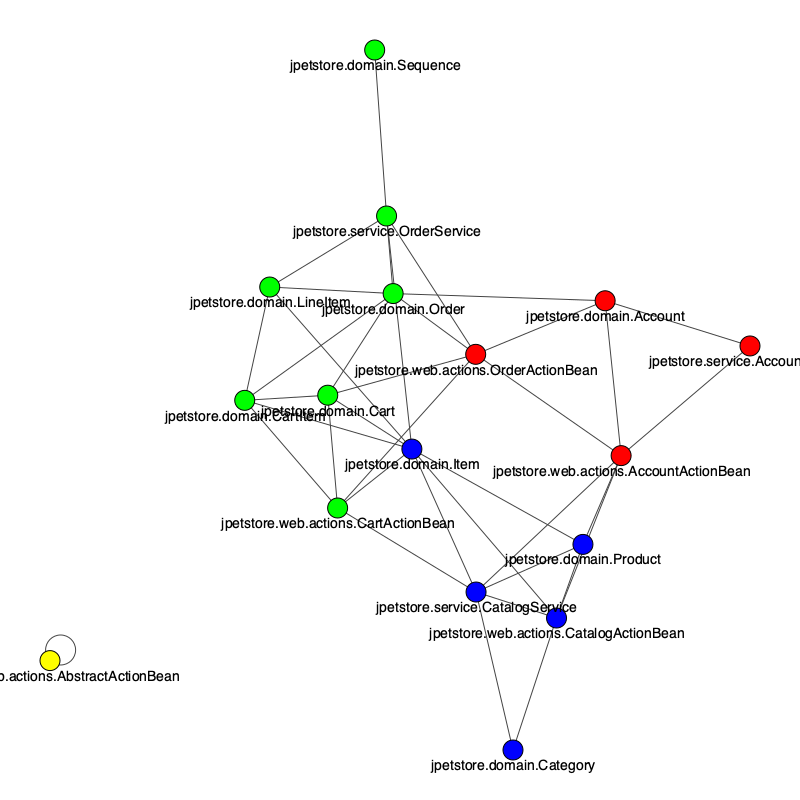 jpetstore.domain.Sequence
jpetstore.service.OrderService
jpetstore.domain.LineItem
jpetstore.domain.Order
jpetstore.domain.Account
jpetstore.service.Accoun
jpetstore.web.actions.OrderActionBean
jpetstore.domain.CartItem
jpetstore.domain.Cart
jpetstore.domain.Item
jpetstore.web.actions.AccountActionBean
jpetstore.web.actions.CartActionBean
jpetstore.domain.Product
jpetstore.service.CatalogService
jpetstore.web.actions.CatalogActionBean
b.actions.AbstractActionBean
jpetstore.domain.Category